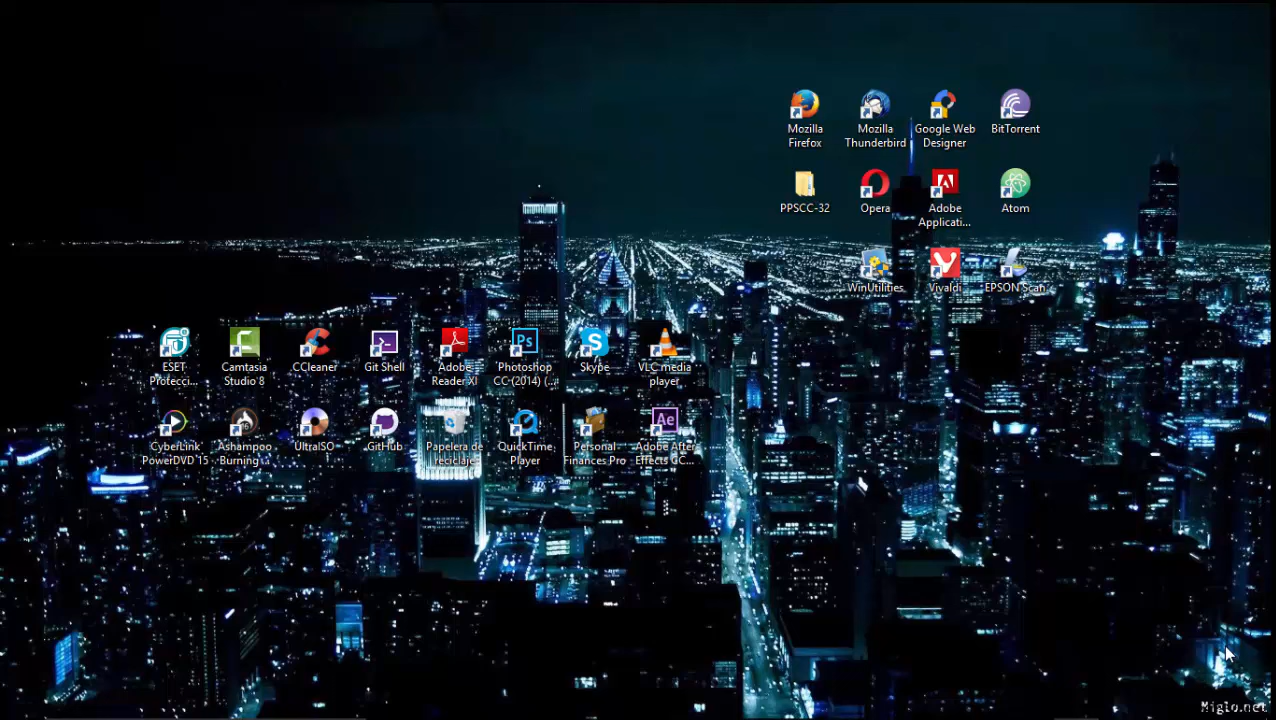 Mozilla
Firefox
Mozilla
Thunderbird
Google Web
Designer
BitTorrent
PPSCC-32
Opera
Adobe
Applicati...
Atom
WinUtilities
Vivaldi
EPSON Scan
ESET
Protecci...
Camtasia
Studio 8
CCleaner
Git Shell
Adobe
Reader XI
Photoshop
CC (2014) (...
Skype
VLC media
player
CyberLink
PowerDVD 15
Ashampoo
Burning ...
UltraISO
GitHub
Papelera de
reciclaje
QuickTime
Player
Personal
Finances Pro
Adobe After
Effects CC...
Miglo.net